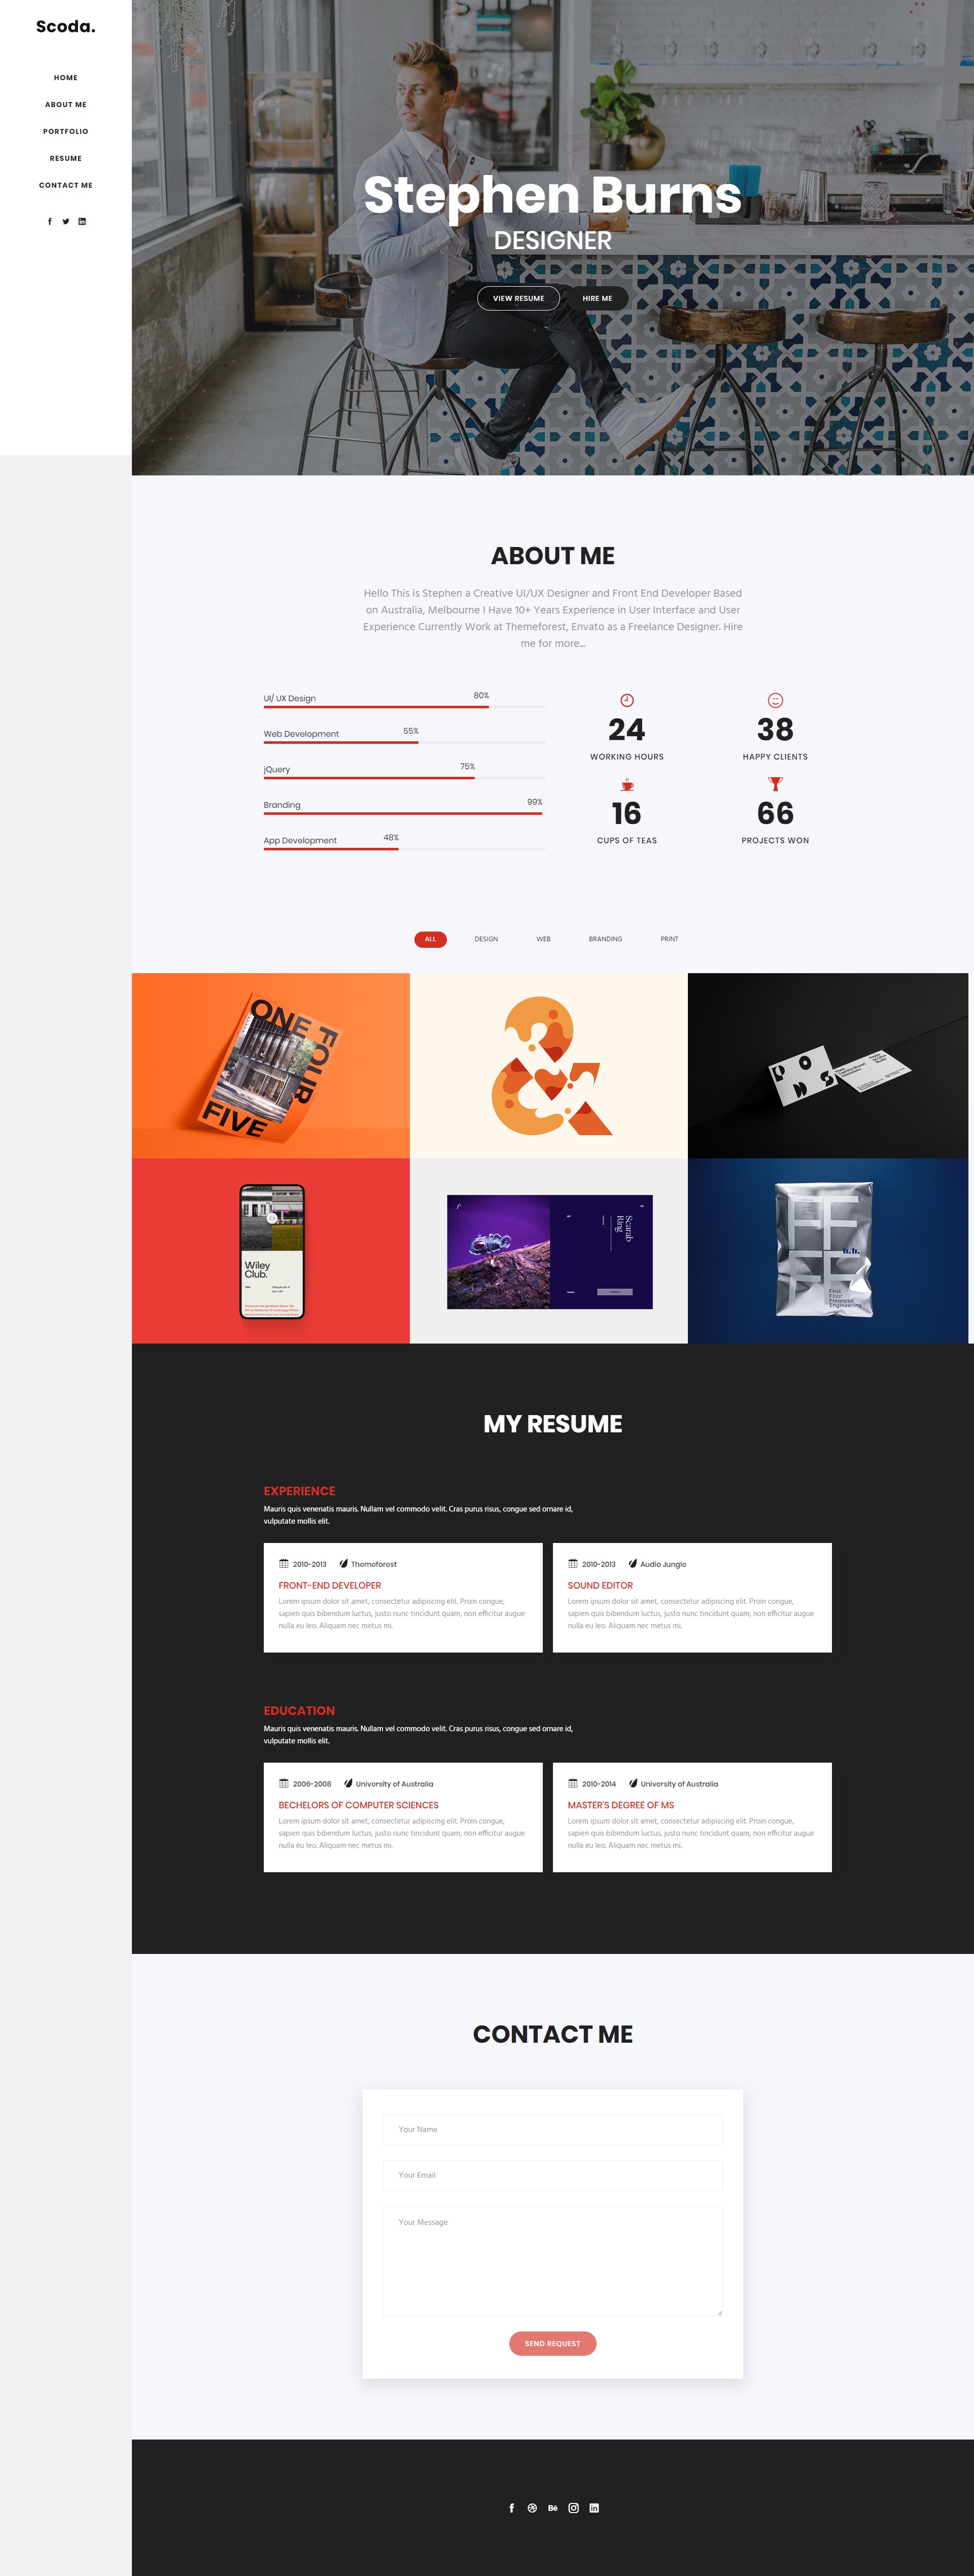 Scoda.
HOME
ABOUT ME
PORTFOLIO
RESUME
CONTACT ME
Stephen Burns
DESIGNER
VIEW RESUME
HIRE ME
ABOUT ME
Hello This is Stephen a Creative UI/UX Designer and Front End Developer Based
on Australia, Melbourne I Have 10+ Years Experience in User Interface and User
Experience Currently Work at Themeforest, Envato as a Freelance Designer. Hire
me for more...
UI/ UX Design 80%
Web Development 55%
jQuery 75%
Branding 99%
App Development 48%
24
WORKING HOURS
38
HAPPY CLIENTS
16
CUPS OF TEAS
66
PROJECTS WON
ALL DESIGN WEB BRANDING PRINT
ONE FOUR
FIVE
&
Wiley
Club.
Scarab
Ring
h.h.
First
Floor
Financial
Engineering
MY RESUME
EXPERIENCE
Mauris quis venenatis mauris. Nullam vel commodo velit. Cras purus risus, congue sed ornare id,
vulputate mollis elit.
2010-2013 Themeforest
FRONT-END DEVELOPER
Lorem ipsum dolor sit amet, consectetur adipiscing elit. Proin congue,
sapien quis bibendum luctus, justo nunc tincidunt quam, non efficitur augue
nulla eu leo. Aliquam nec metus mi.
2010-2013 Audio Jungle
SOUND EDITOR
Lorem ipsum dolor sit amet, consectetur adipiscing elit. Proin congue,
sapien quis bibendum luctus, justo nunc tincidunt quam, non efficitur augue
nulla eu leo. Aliquam nec metus mi.
EDUCATION
Mauris quis venenatis mauris. Nullam vel commodo velit. Cras purus risus, congue sed ornare id,
vulputate mollis elit.
2006-2008 University of Australia
BECHELORS OF COMPUTER SCIENCES
Lorem ipsum dolor sit amet, consectetur adipiscing elit. Proin congue,
sapien quis bibendum luctus, justo nunc tincidunt quam, non efficitur augue
nulla eu leo. Aliquam nec metus mi.
2010-2014 University of Australia
MASTER'S DEGREE OF MS
Lorem ipsum dolor sit amet, consectetur adipiscing elit. Proin congue,
sapien quis bibendum luctus, justo nunc tincidunt quam, non efficitur augue
nulla eu leo. Aliquam nec metus mi.
CONTACT ME
Your Name
Your Email
Your Message
SEND REQUEST